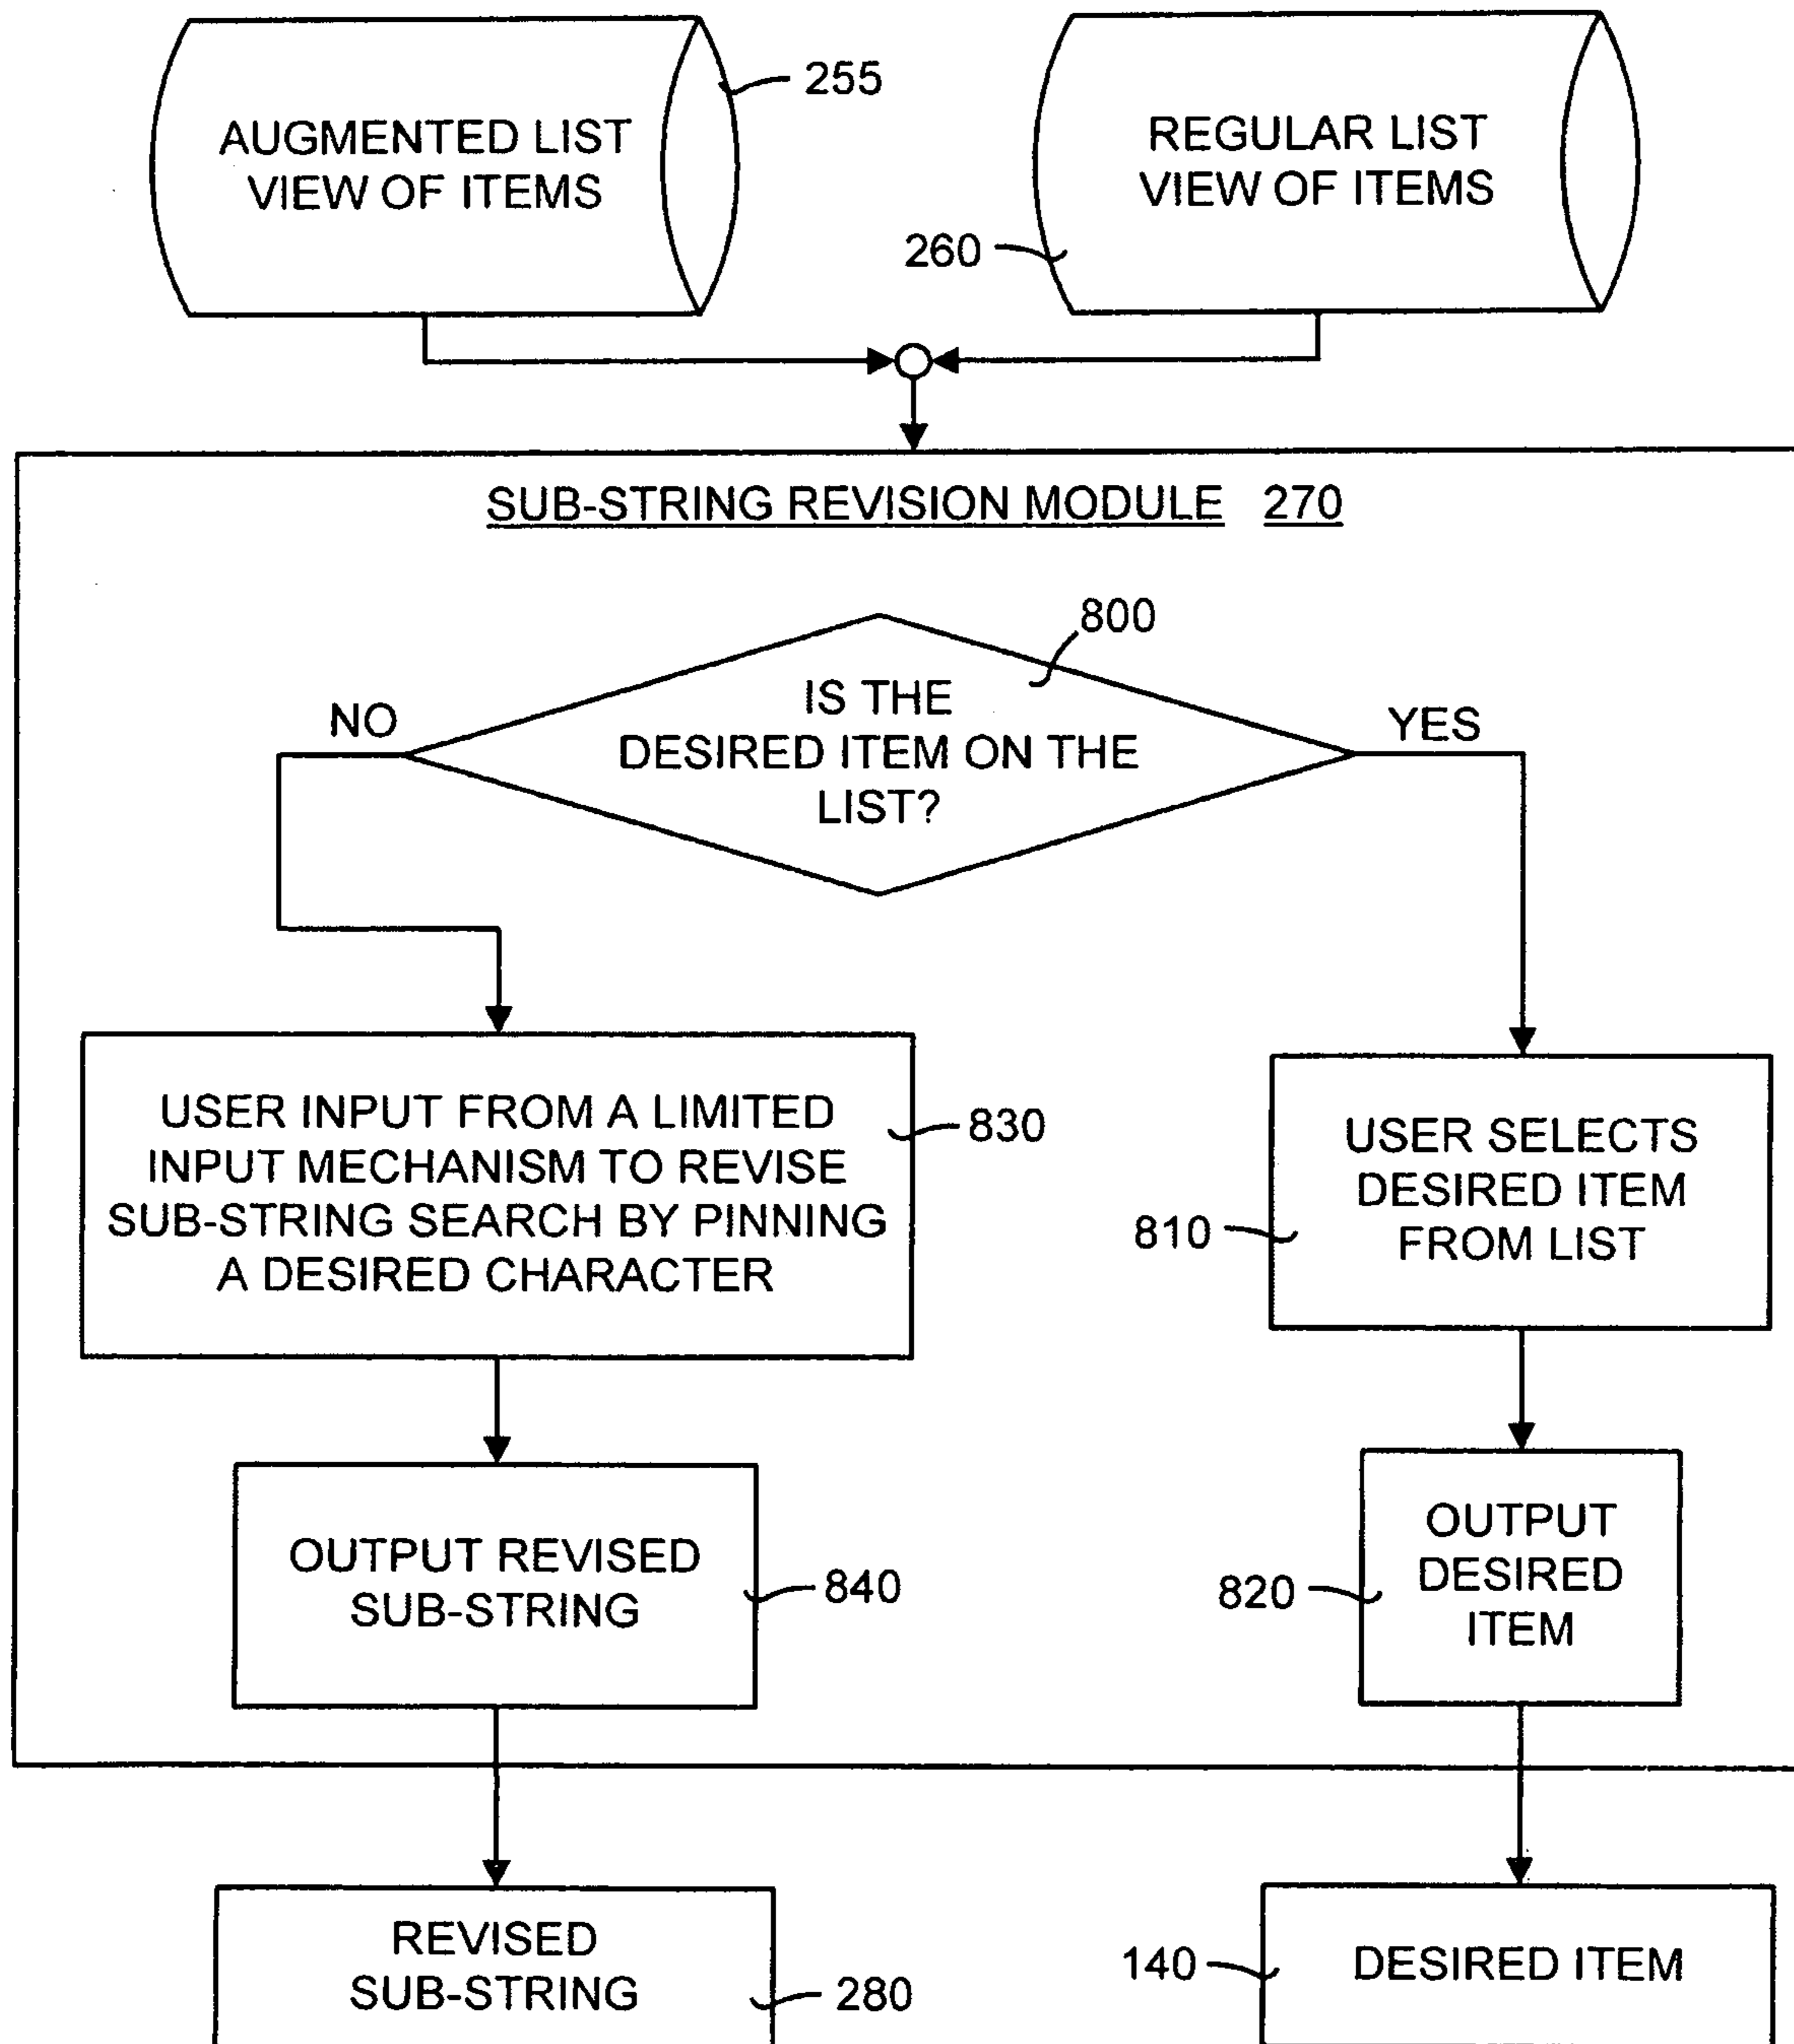 AUGMENTED LIST
VIEW OF ITEMS
255
REGULAR LIST
VIEW OF ITEMS
260
SUB-STRING REVISION MODULE 270
800
IS THE
DESIRED ITEM ON THE
LIST?
NO
YES
USER INPUT FROM A LIMITED
INPUT MECHANISM TO REVISE
SUB-STRING SEARCH BY PINNING
A DESIRED CHARACTER
830
USER SELECTS
DESIRED ITEM
FROM LIST
810
OUTPUT REVISED
SUB-STRING
840
OUTPUT
DESIRED
ITEM
820
REVISED
SUB-STRING
280
DESIRED ITEM
140